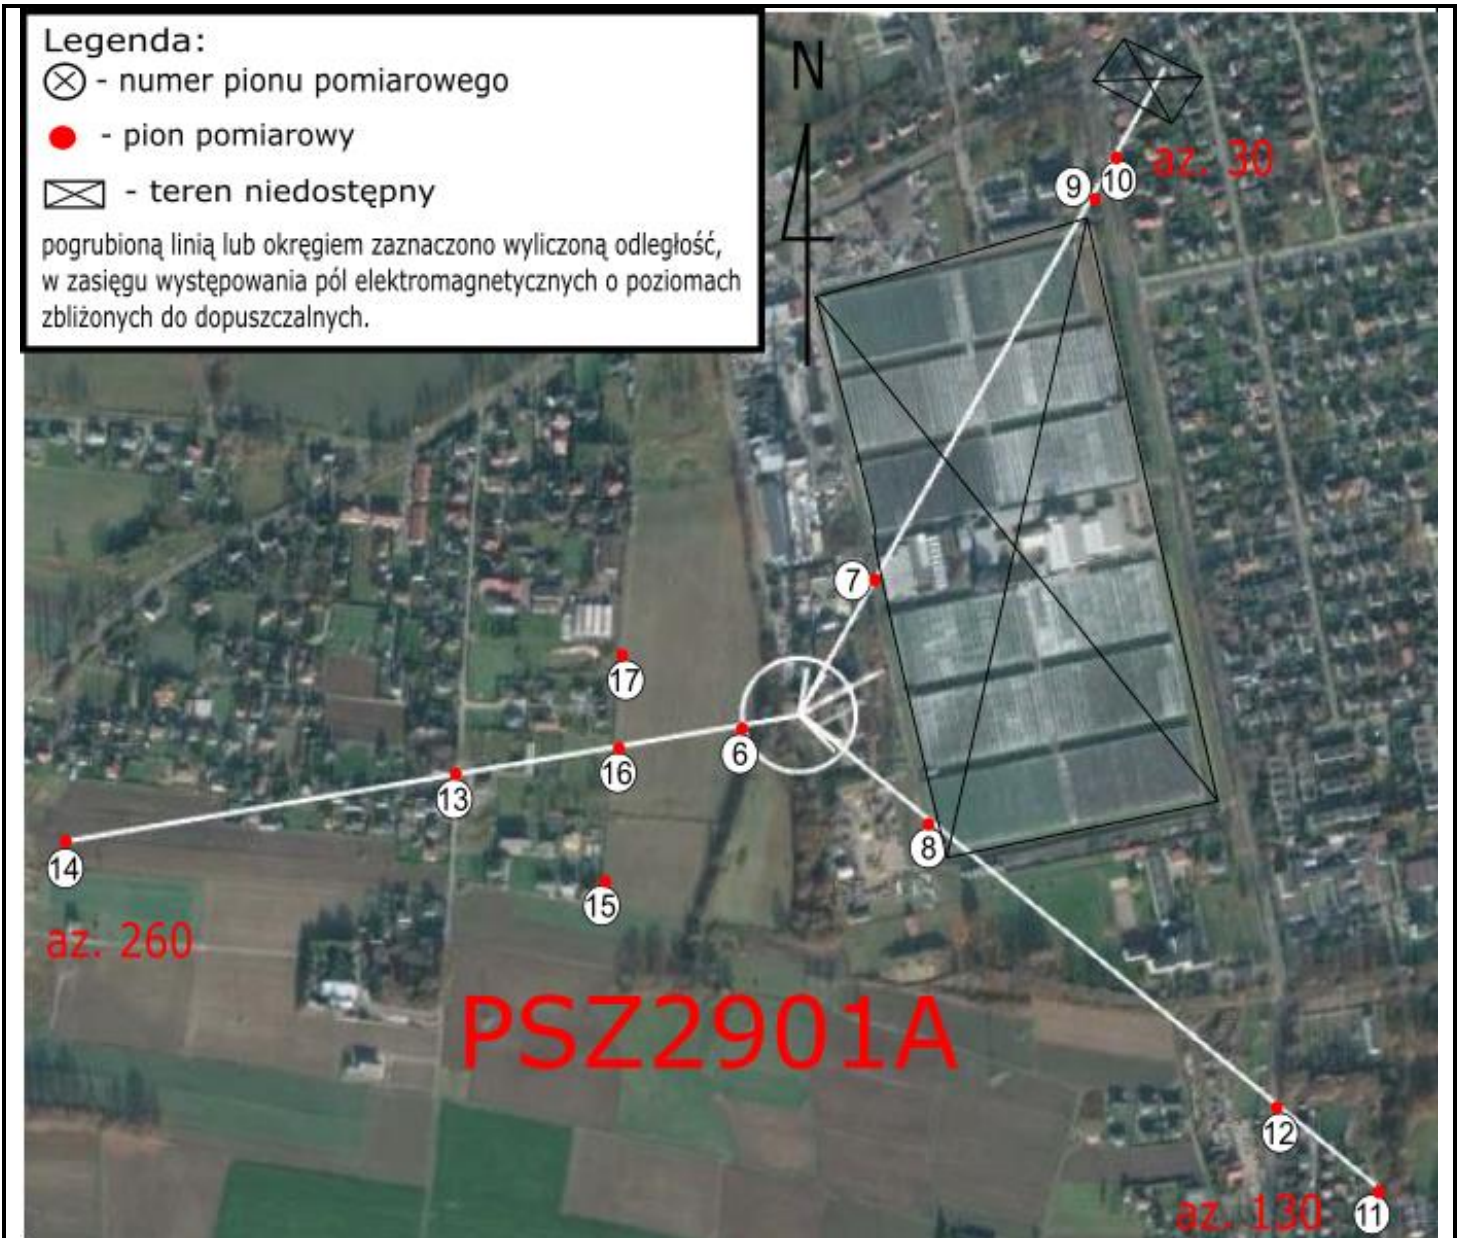 Legenda:
- numer pionu pomiarowego
- pion pomiarowy
- teren niedostępny
pogrubioną linią lub okręgiem zaznaczono wyliczoną odległość,
w zasięgu występowania pól elektromagnetycznych o poziomach
zbliżonych do dopuszczalnych.
N
az. 30
9
10
7
17
6
16
13
8
14
15
az. 260
PSZ2901A
12
az. 130
11